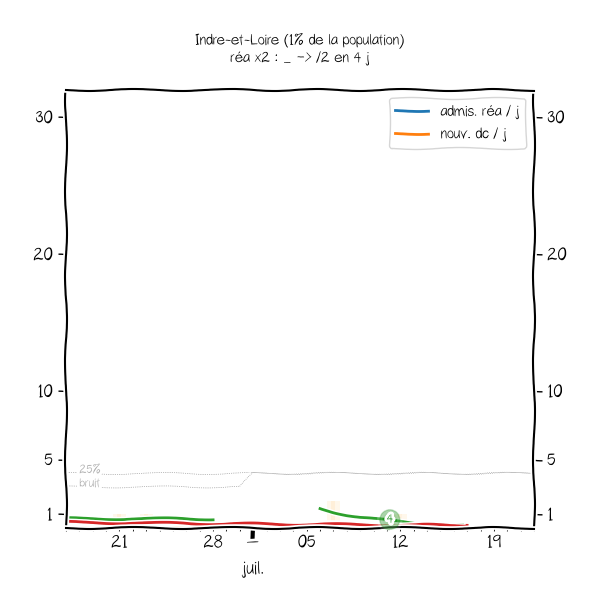 Indre-et-Loire (1% de la population)
réa x2 : _ -> /2 en 4 j
admis. réa / j
nouv. dc / j
30 30
20 20
10 10
5 5
25%
bruit
1 1
4
21 28 05 12 19
juil.